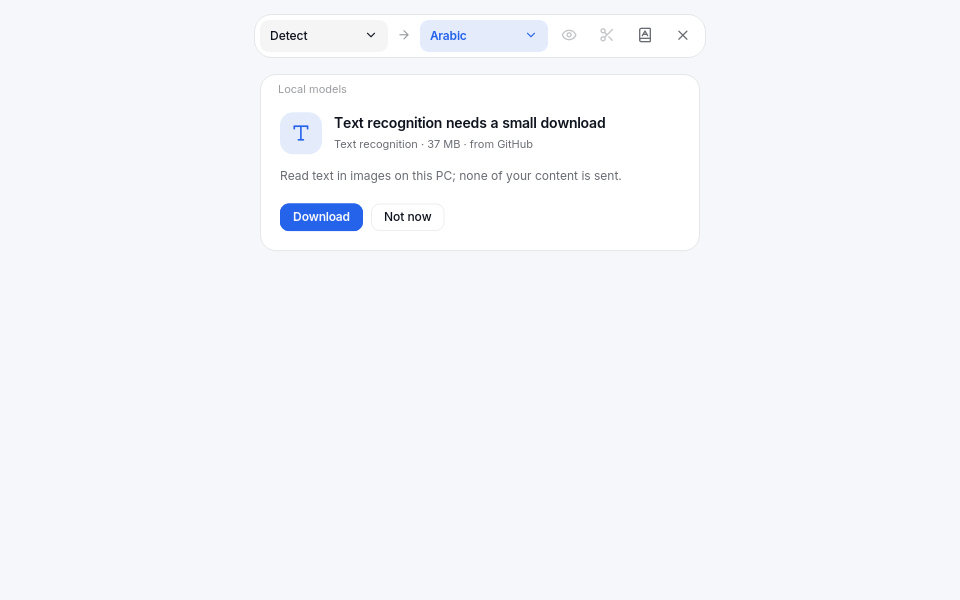 Detect
Arabic
Local models
Text recognition needs a small download
Text recognition · 37 MB · from GitHub
Read text in images on this PC; none of your content is sent.
Download
Not now